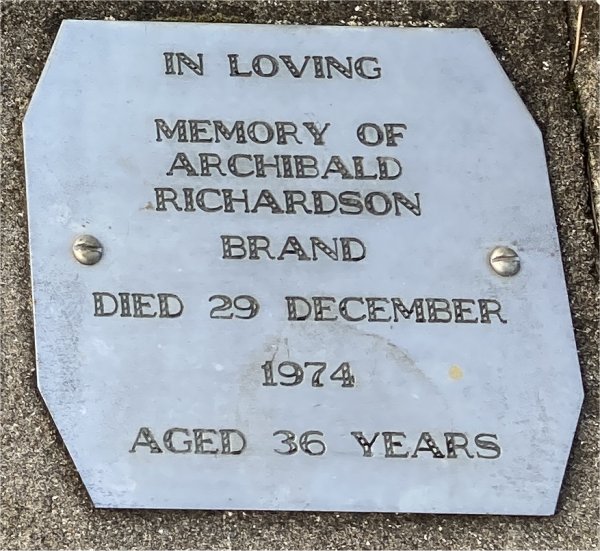 IN LOVING
MEMORY OF
ARCHIBALD
RICHARDSON
BRAND
DIED 29 DECEMBER
1974
AGED 36 YEARS